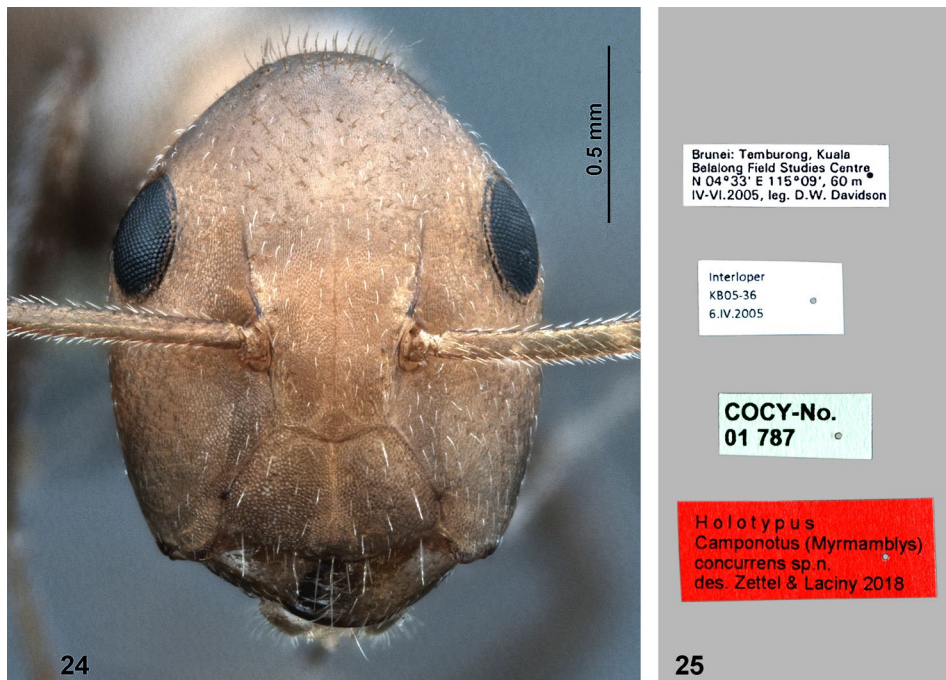 0.5 mm
24
Brunei: Temburong, Kuala
Belalong Field Studies Centre
N 04°33' E 115°09', 60 m
IV-VI.2005, leg. D.W. Davidson
Interloper
KB05-36
6.IV.2005
COCY-No.
01 787
Holotypus
Camponotus (Myrmamblys)
concurrens sp.n.
des. Zettel & Laciny 2018
25